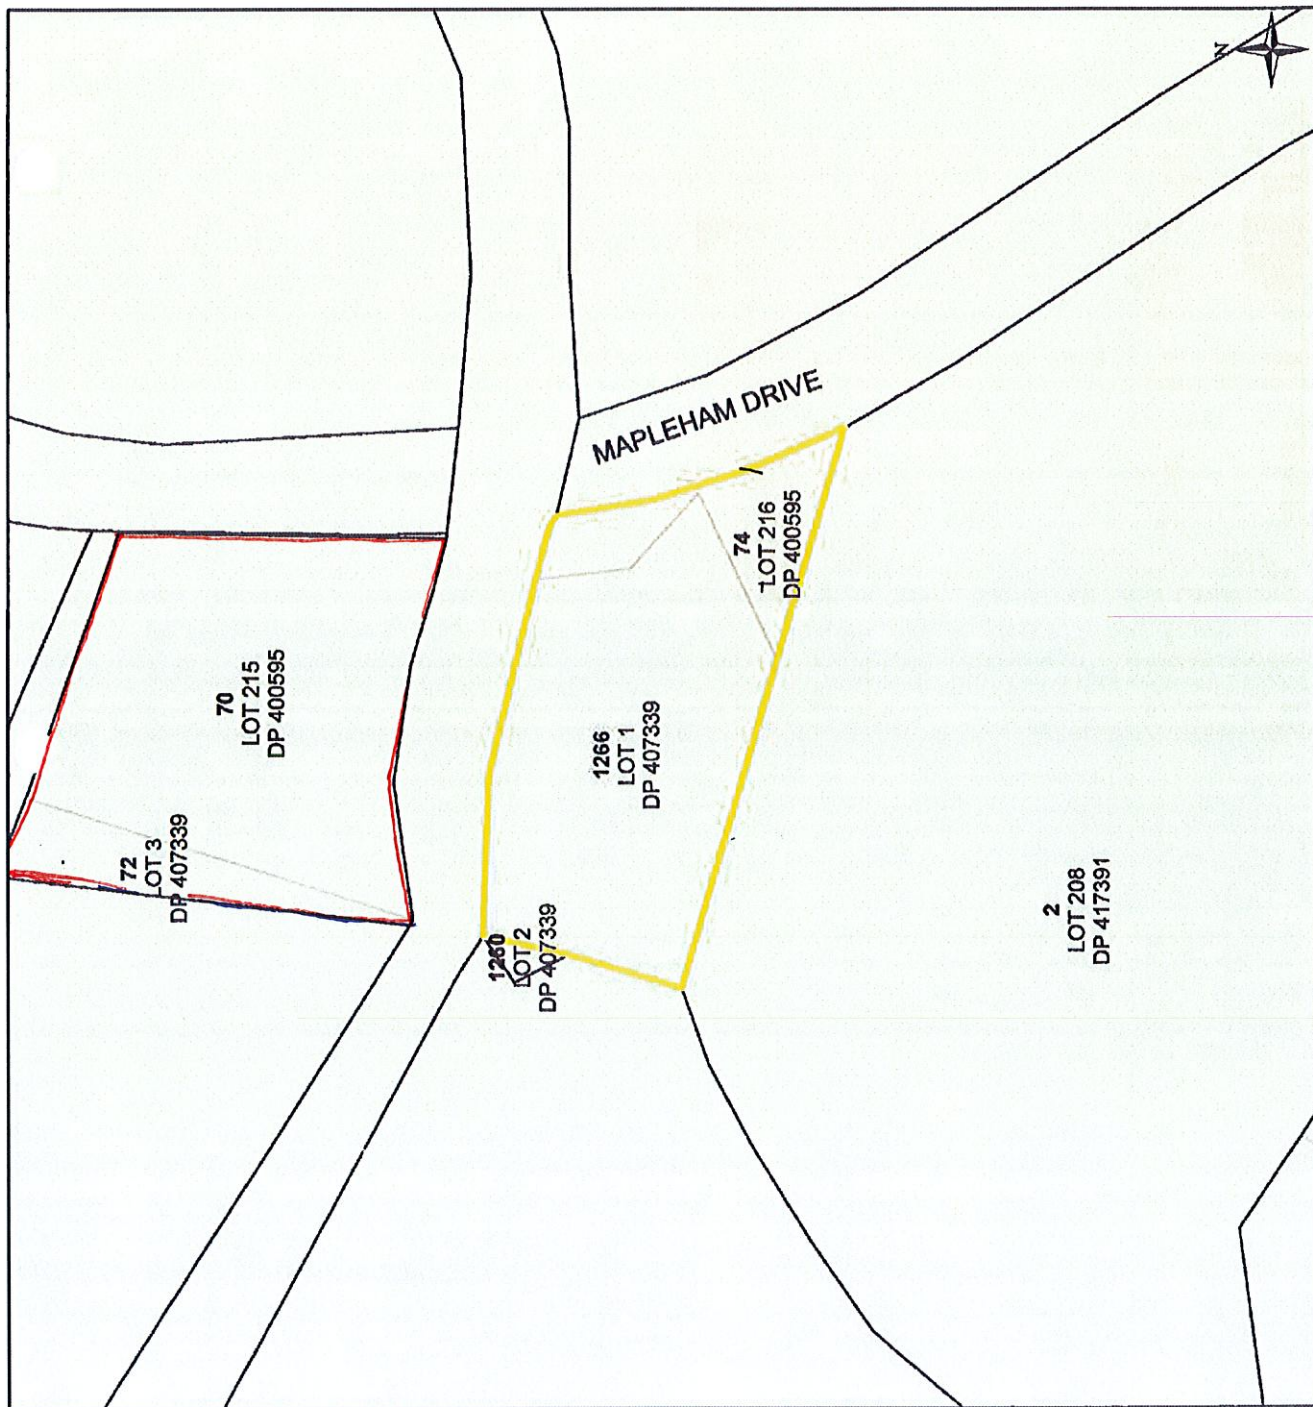 N
MAPLEHAM DRIVE
70
LOT 215
DP 400595
72
LOT 3
DP 407339
74
LOT 216
DP 400595
1266
LOT 1
DP 407339
1260
LOT 2
DP 407339
2
LOT 208
DP 417391